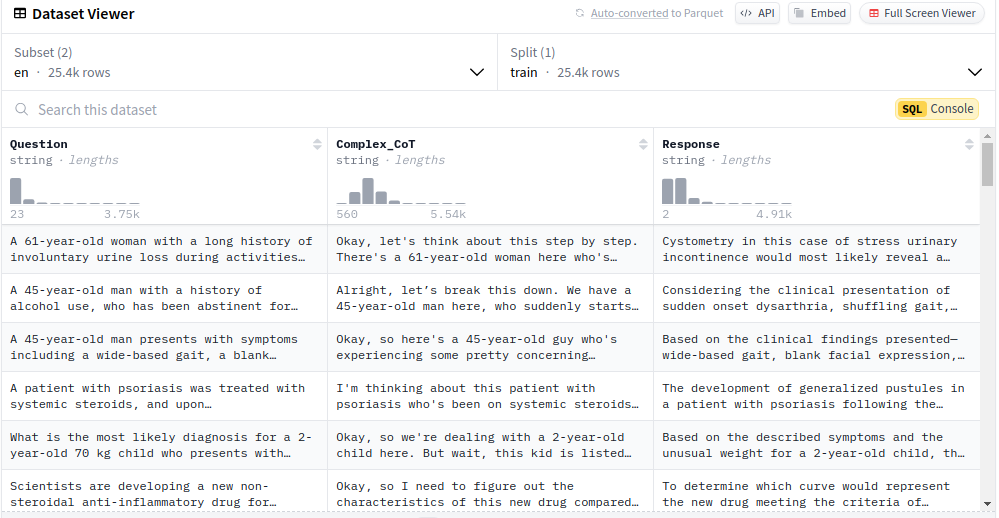 Dataset Viewer
Auto-converted to Parquet
</> API
Embed
Full Screen Viewer
Subset (2)
en · 25.4k rows
Split (1)
train · 25.4k rows
Search this dataset
SQL Console
Question
string · lengths
23 3.75k
Complex_CoT
string · lengths
560 5.54k
Response
string · lengths
2 4.91k
A 61-year-old woman with a long history of
involuntary urine loss during activities…
Okay, let's think about this step by step.
There's a 61-year-old woman here who's…
Cystometry in this case of stress urinary
incontinence would most likely reveal a…
A 45-year-old man with a history of
alcohol use, who has been abstinent for…
Alright, let’s break this down. We have a
45-year-old man here, who suddenly starts…
Considering the clinical presentation of
sudden onset dysarthria, shuffling gait,…
A 45-year-old man presents with symptoms
including a wide-based gait, a blank…
Okay, so here's a 45-year-old guy who's
experiencing some pretty concerning…
Based on the clinical findings presented—
wide-based gait, blank facial expression,…
A patient with psoriasis was treated with
systemic steroids, and upon…
I'm thinking about this patient with
psoriasis who's been on systemic steroids…
The development of generalized pustules in
a patient with psoriasis following the…
What is the most likely diagnosis for a 2-
year-old 70 kg child who presents with…
Okay, so we're dealing with a 2-year-old
child here. But wait, this kid is listed…
Based on the described symptoms and the
unusual weight for a 2-year-old child, th…
Scientists are developing a new non-
steroidal anti-inflammatory drug for…
Okay, so I need to figure out the
characteristics of this new drug compared…
To determine which curve would represent
the new drug meeting the criteria of…